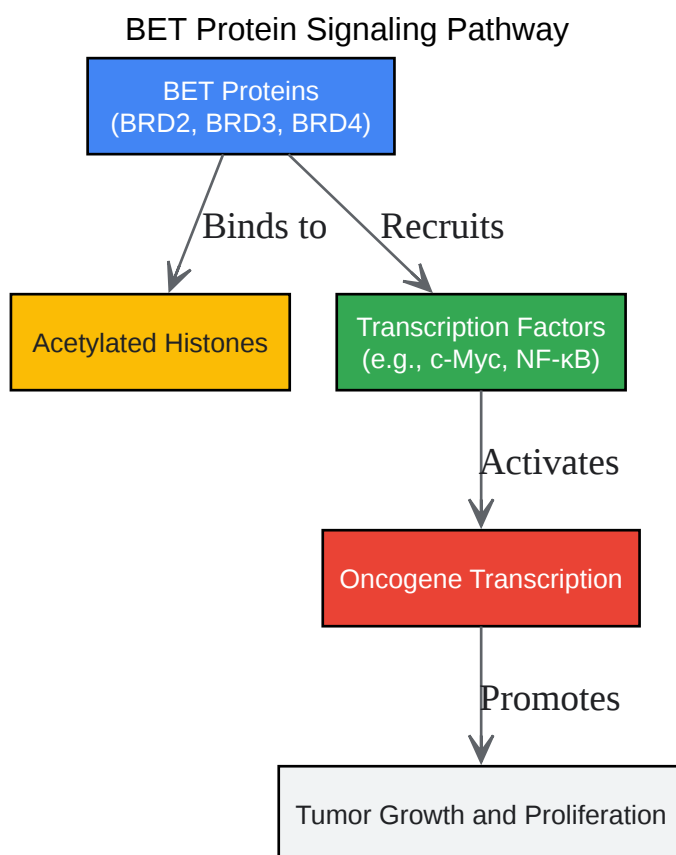 BET Protein Signaling Pathway
BET Proteins
(BRD2, BRD3, BRD4)
Binds to
Recruits
Acetylated Histones
Transcription Factors
(e.g., c-Myc, NF-κB)
Activates
Oncogene Transcription
Promotes
Tumor Growth and Proliferation